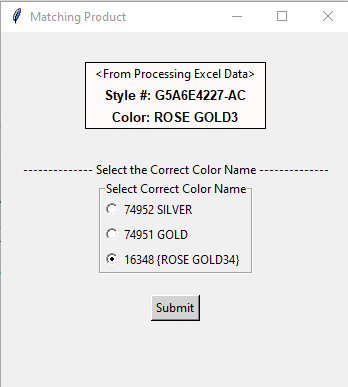 Matching Product
<From Processing Excel Data>
Style #: G5A6E4227-AC
Color: ROSE GOLD3
--------------- Select the Correct Color Name ---------------
Select Correct Color Name
74952 SILVER
74951 GOLD
16348 {ROSE GOLD34}
Submit